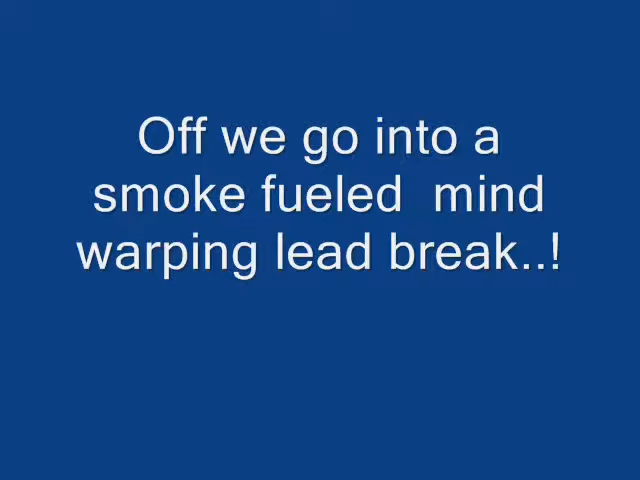 Off we go into a
smoke fueled  mind
warping lead break..!